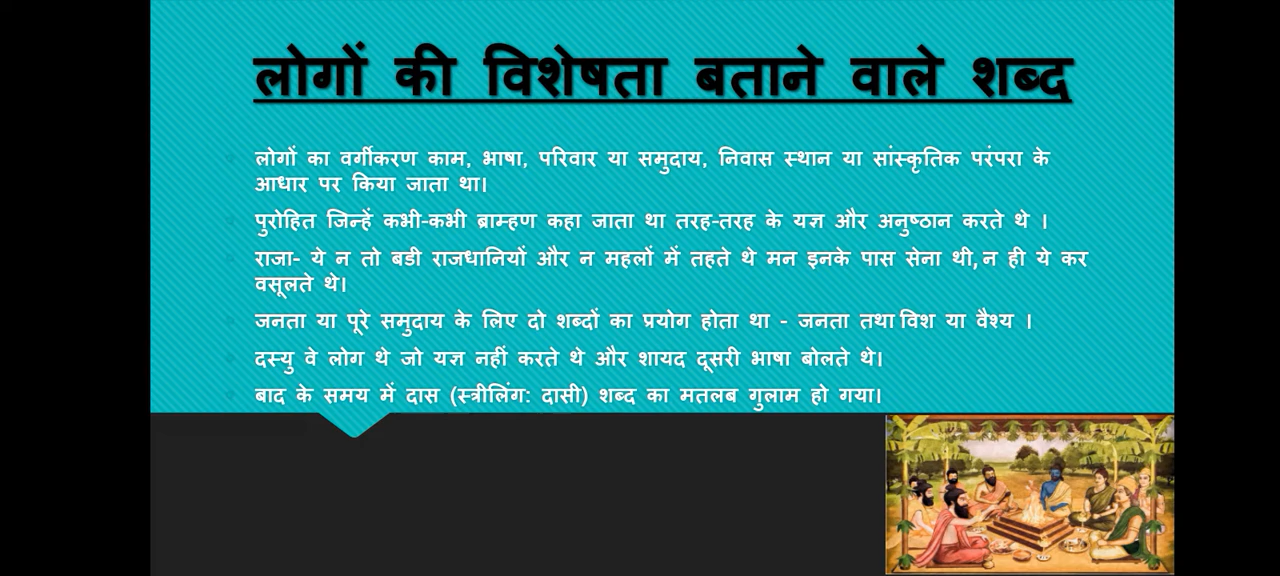 लोगों की विशेषता बताने वाले शब्द
लोगों का वर्गीकरण काम, भाषा, परिवार या समुदाय, निवास स्थान या सांस्कृतिक परंपरा के
आधार पर किया जाता था।
पुरोहित जिन्हें कभी-कभी ब्राम्हण कहा जाता था तरह-तरह के यज्ञ और अनुष्ठान करते थे ।
राजा- ये न तो बडी राजधानियों और न महलों में तहते थे मन इनके पास सेना थी, न ही ये कर
वसूलते थे।
जनता या पूरे समुदाय के लिए दो शब्दों का प्रयोग होता था - जनता तथा विश या वैश्य ।
दस्यु वे लोग थे जो यज्ञ नहीं करते थे और शायद दूसरी भाषा बोलते थे।
बाद के समय में दास (स्त्रीलिंग: दासी) शब्द का मतलब गुलाम हो गया।